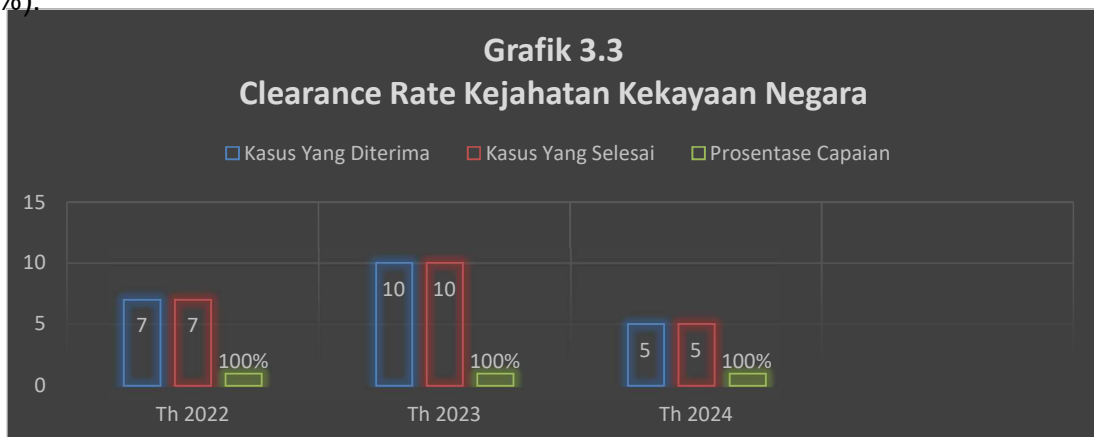 %).
Grafik 3.3
Clearance Rate Kejahatan Kekayaan Negara
Kasus Yang Diterima Kasus Yang Selesai Prosentase Capaian
15
10
5
0
7 7 100%
10 10 100%
5 5 100%
Th 2022 Th 2023 Th 2024